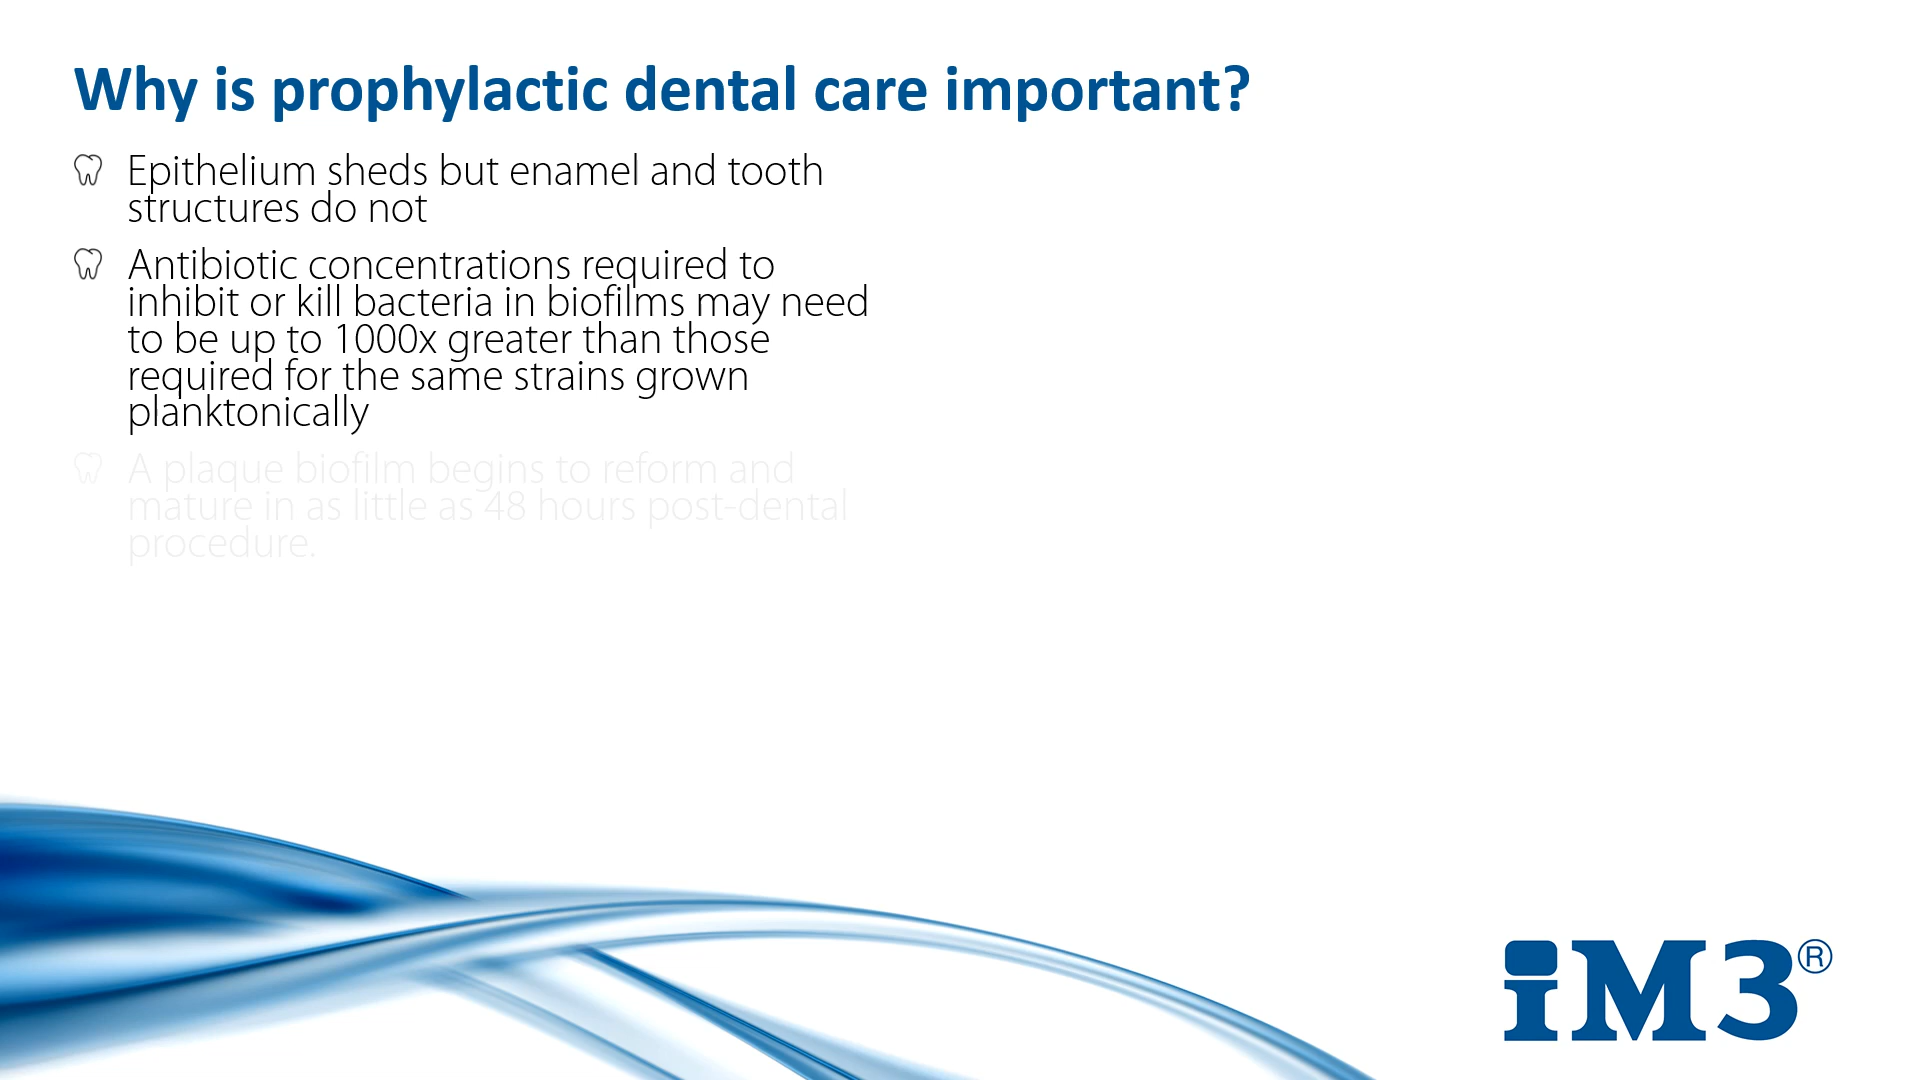 Why is prophylactic dental care important?
Epithelium sheds but enamel and tooth
structures do not
Antibiotic concentrations required to
inhibit or kill bacteria in biofilms may need
to be up to 1000x greater than those
required for the same strains grown
planktonically
A plaque biofilm begins to reform and
mature in as little as 48 hours post-dental
procedure.
iM3®